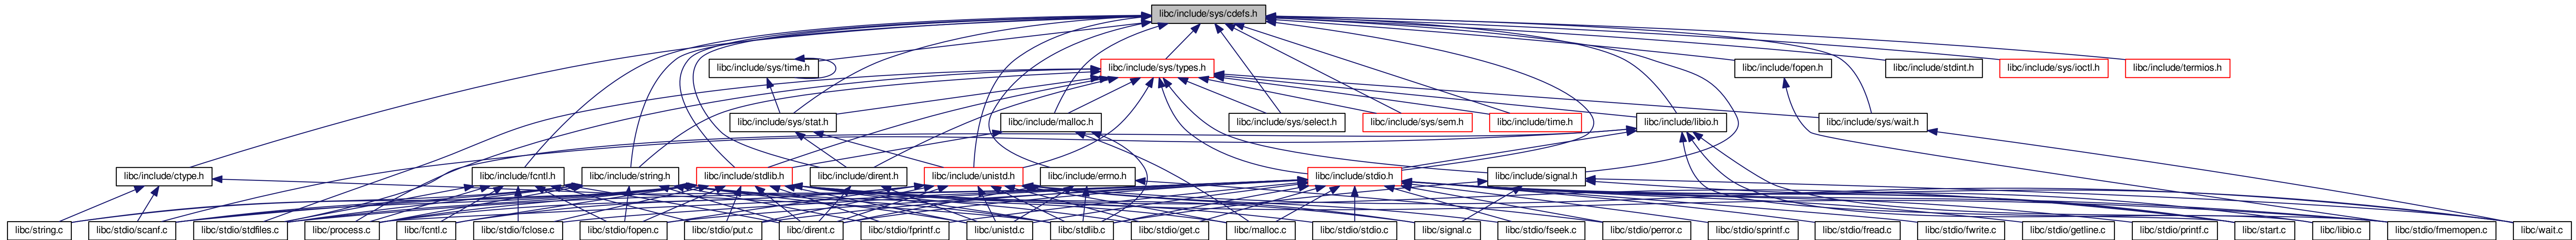 libc/include/sys/cdefs.h
libc/include/sys/time.h
libc/include/sys/types.h
libc/include/fopen.h
libc/include/stdint.h
libc/include/sys/ioctl.h
libc/include/termios.h
libc/include/sys/stat.h
libc/include/malloc.h
libc/include/sys/select.h
libc/include/sys/sem.h
libc/include/time.h
libc/include/libio.h
libc/include/sys/wait.h
libc/include/ctype.h
libc/include/fcntl.h
libc/include/string.h
libc/include/stdlib.h
libc/include/dirent.h
libc/include/unistd.h
libc/include/errno.h
libc/include/stdio.h
libc/include/signal.h
libc/string.c
libc/stdio/scanf.c
libc/stdio/stdfiles.c
libc/process.c
libc/fcntl.c
libc/stdio/fclose.c
libc/stdio/fopen.c
libc/stdio/put.c
libc/dirent.c
libc/stdio/fprintf.c
libc/unistd.c
libc/stdlib.c
libc/stdio/get.c
libc/malloc.c
libc/stdio/stdio.c
libc/signal.c
libc/stdio/fseek.c
libc/stdio/perror.c
libc/stdio/sprintf.c
libc/stdio/fread.c
libc/stdio/fwrite.c
libc/stdio/getline.c
libc/stdio/printf.c
libc/start.c
libc/libio.c
libc/stdio/fmemopen.c
libc/wait.c